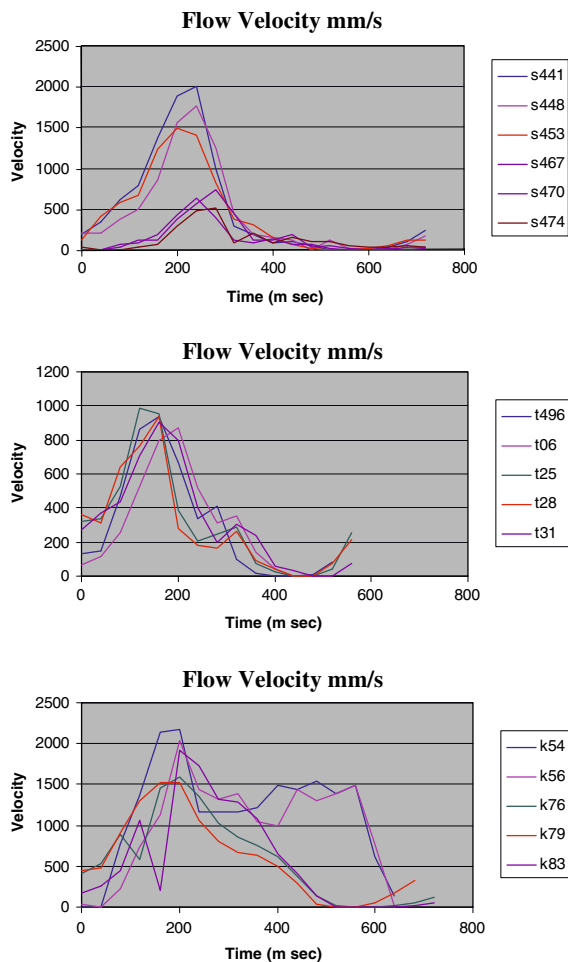 Flow Velocity mm/s
2500
2000
1500
1000
500
0
Velocity
0 200 400 600 800
Time (m sec)
s441
s448
s453
s467
s470
s474
Flow Velocity mm/s
1200
1000
800
600
400
200
0
Velocity
0 200 400 600 800
Time (m sec)
t496
t06
t25
t28
t31
Flow Velocity mm/s
2500
2000
1500
1000
500
0
Velocity
0 200 400 600 800
Time (m sec)
k54
k56
k76
k79
k83